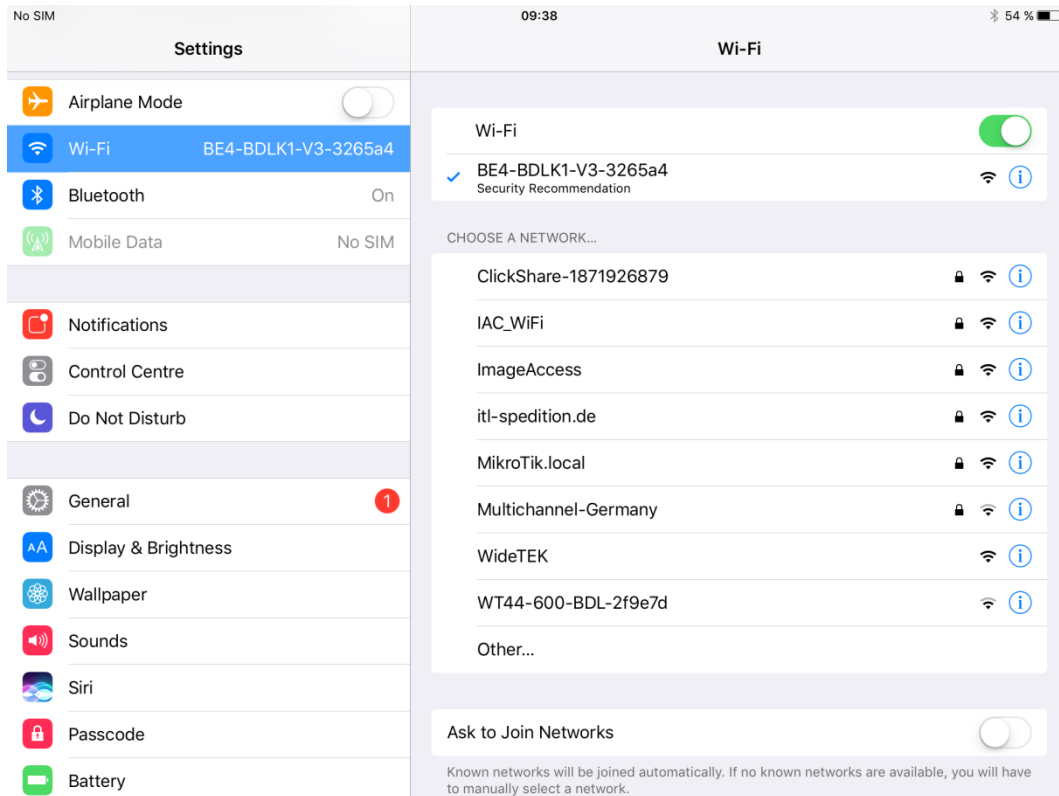 No SIM 09:38 54 %
Settings
Wi-Fi
Airplane Mode
Wi-Fi BE4-BDLK1-V3-3265a4
Bluetooth On
Mobile Data No SIM
Notifications
Control Centre
Do Not Disturb
General 1
AA Display & Brightness
Wallpaper
Sounds
Siri
Passcode
Battery
Wi-Fi
BE4-BDLK1-V3-3265a4
Security Recommendation
CHOOSE A NETWORK...
ClickShare-1871926879
IAC_WiFi
ImageAccess
itl-spedition.de
MikroTik.local
Multichannel-Germany
WideTEK
WT44-600-BDL-2f9e7d
Other...
Ask to Join Networks
Known networks will be joined automatically. If no known networks are available, you will have
to manually select a network.